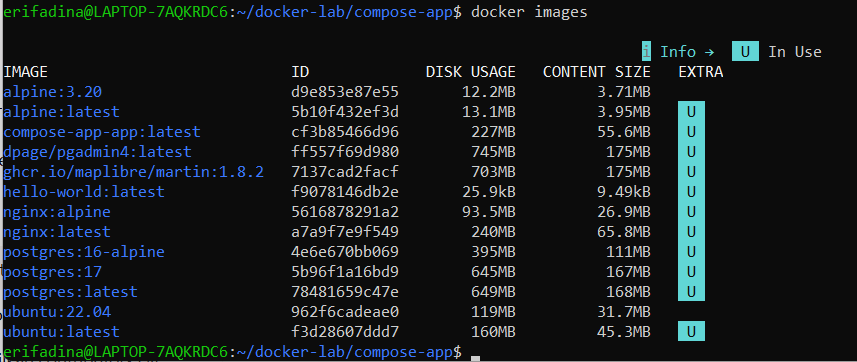 erifadina@LAPTOP-7AQKRDC6:~/docker-lab/compose-app$ docker images
i Info → U In Use
IMAGE ID DISK USAGE CONTENT SIZE EXTRA
alpine:3.20 d9e853e87e55 12.2MB 3.71MB
alpine:latest 5b10f432ef3d 13.1MB 3.95MB U
compose-app-app:latest cf3b85466d96 227MB 55.6MB U
dpage/pgadmin4:latest ff557f69d980 745MB 175MB U
ghcr.io/maplibre/martin:1.8.2 7137cad2facf 703MB 175MB U
hello-world:latest f9078146db2e 25.9kB 9.49kB U
nginx:alpine 5616878291a2 93.5MB 26.9MB U
nginx:latest a7a9f7e9f549 240MB 65.8MB U
postgres:16-alpine 4e6e670bb069 395MB 111MB U
postgres:17 5b96f1a16bd9 645MB 167MB U
postgres:latest 78481659c47e 649MB 168MB U
ubuntu:22.04 962f6cadeae0 119MB 31.7MB
ubuntu:latest f3d28607ddd7 160MB 45.3MB U
erifadina@LAPTOP-7AQKRDC6:~/docker-lab/compose-app$